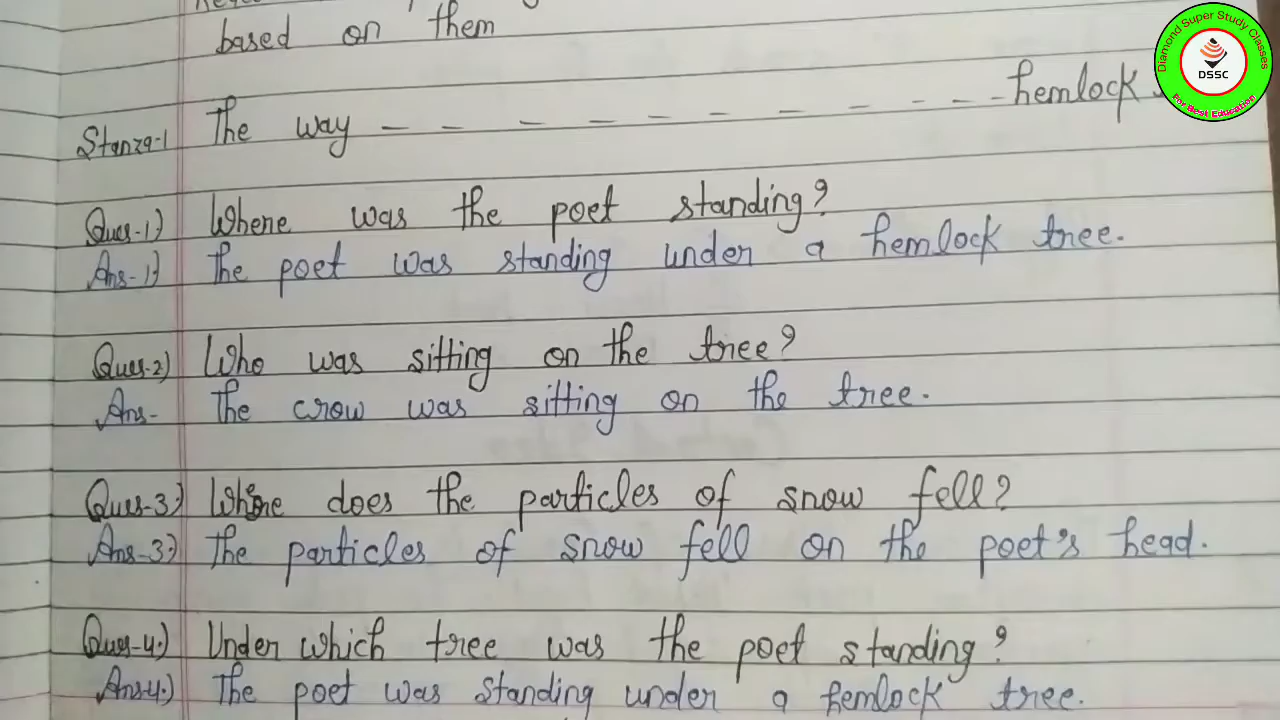 based on them
Stanza-1 The way - - - - - - - - - - hemlock
Ques-1) Where was the poet standing?
Ans-1) The poet was standing under a hemlock tree.
Ques-2) Who was sitting on the tree?
Ans- The crow was sitting on the tree.
Ques-3) Where does the particles of snow fell?
Ans-3) The particles of snow fell on the poet's head.
Ques-4.) Under which tree was the poet standing?
Ans4.) The poet was standing under a hemlock tree.
Diamond Super Study Classes
DSSC
For Best Education